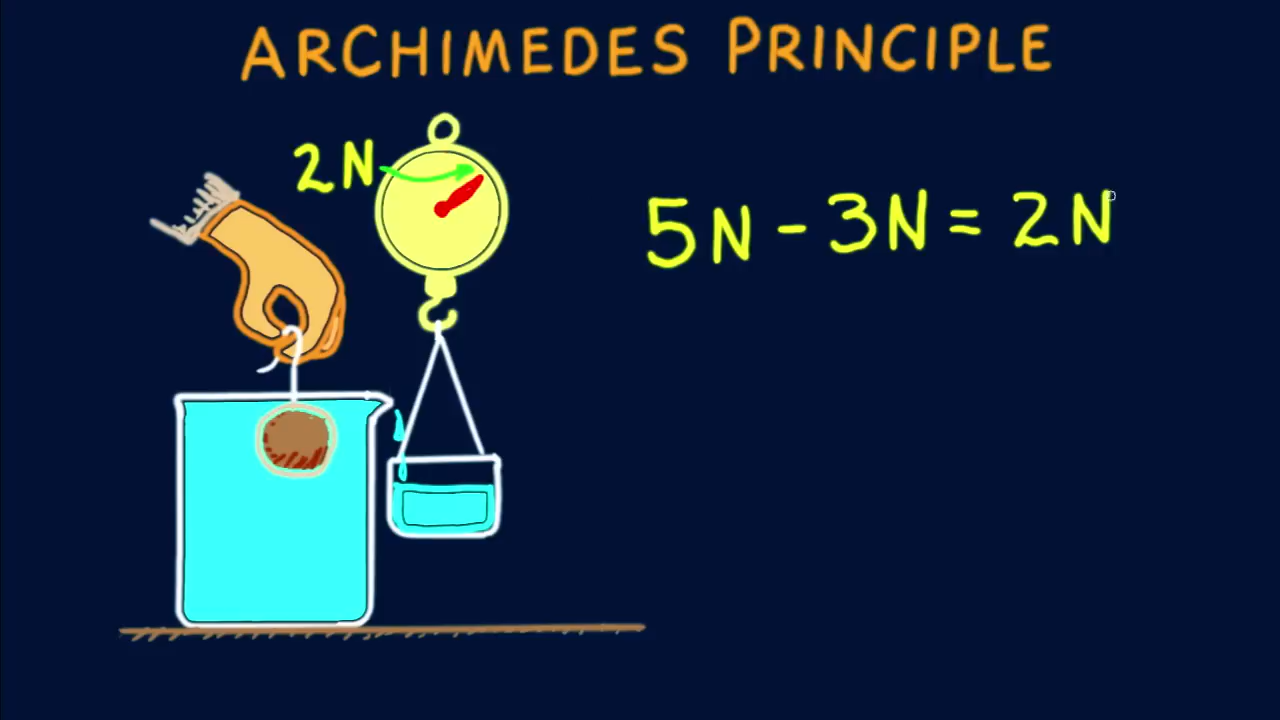 ARCHIMEDES PRINCIPLE
2N
5N - 3N = 2N